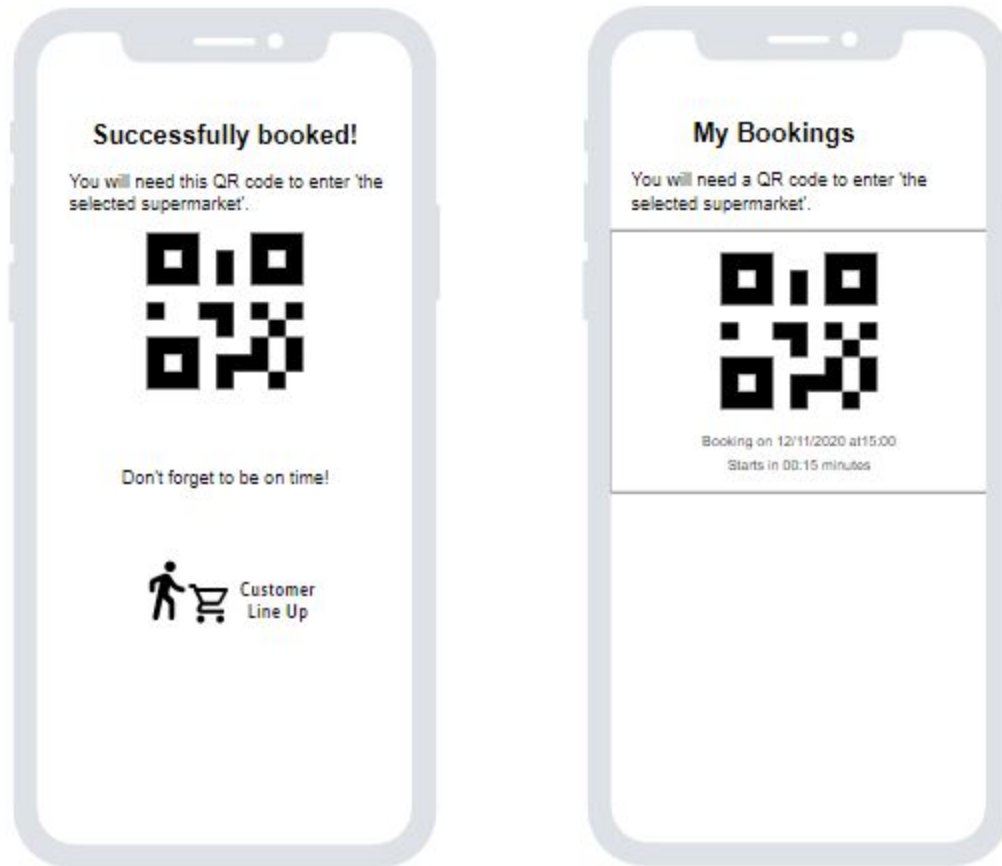 Successfully booked!
You will need this QR code to enter 'the
selected supermarket'.
Don't forget to be on time!
Customer
Line Up
My Bookings
You will need a QR code to enter 'the
selected supermarket'.
Booking on 12/11/2020 at15:00
Starts in 00:15 minutes